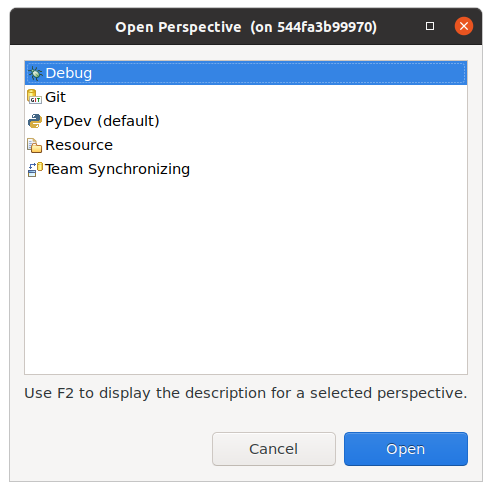 Open Perspective (on 544fa3b99970)
Debug
GIT Git
PyDev (default)
Resource
Team Synchronizing
Use F2 to display the description for a selected perspective.
Cancel Open